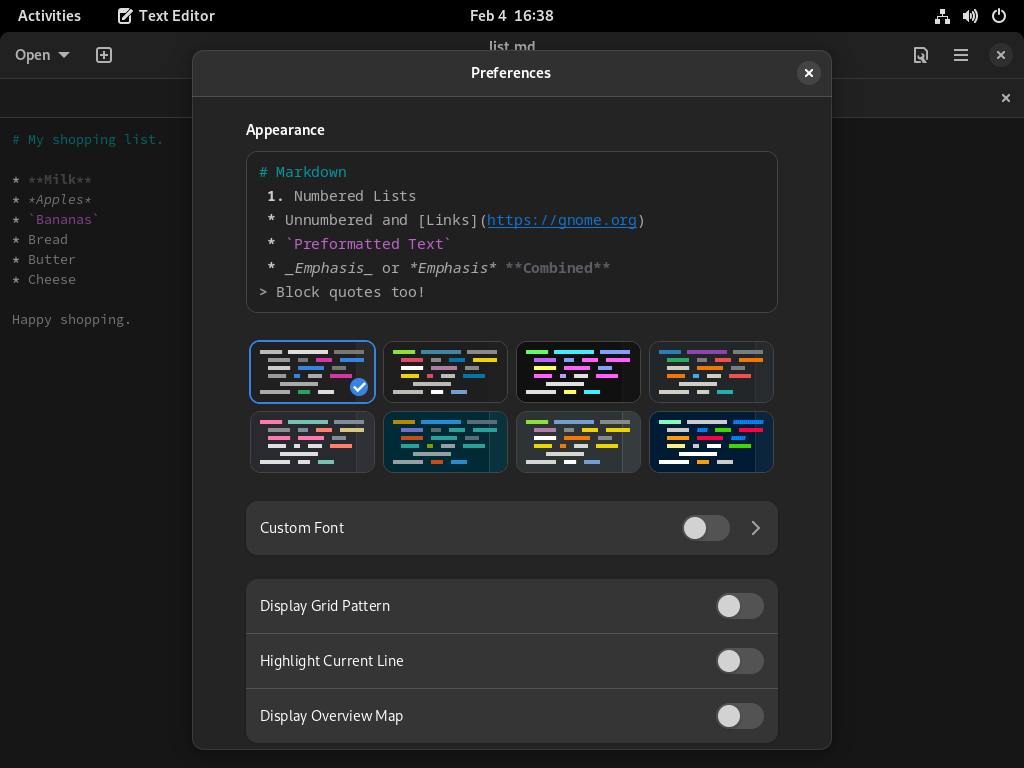 Activities Text Editor Feb 4 16:38
Open list.md
Preferences
Appearance
# Markdown
1. Numbered Lists
* Unnumbered and [Links](https://gnome.org)
* `Preformatted Text`
* _Emphasis_ or *Emphasis* **Combined**
> Block quotes too!
Custom Font
Display Grid Pattern
Highlight Current Line
Display Overview Map
# My shopping list.
* **Milk**
* *Apples*
* `Bananas`
* Bread
* Butter
* Cheese
Happy shopping.